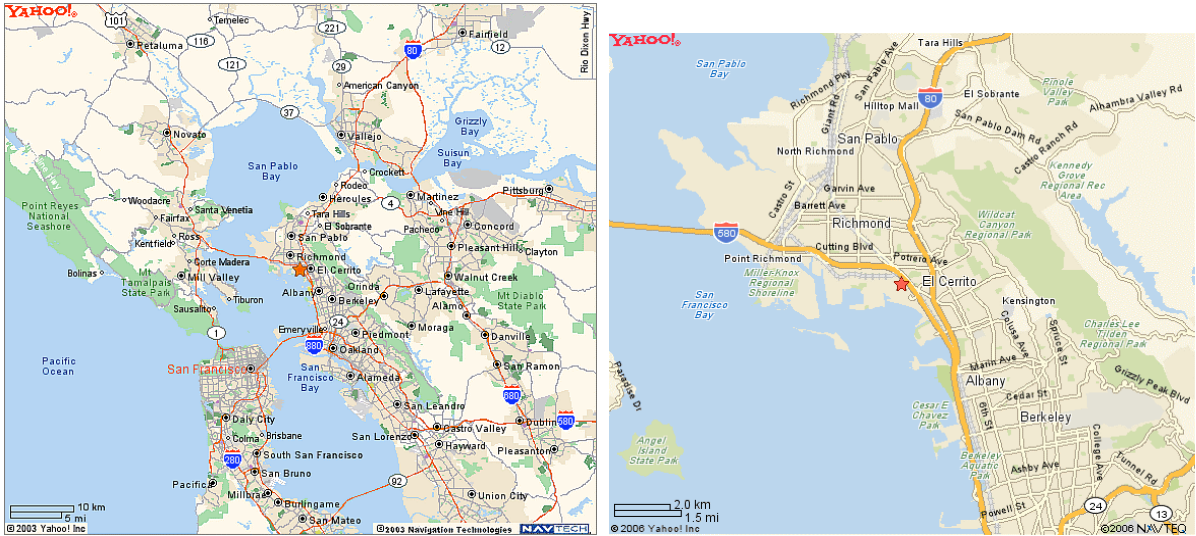 YAHOO!
101
Temelec
116
Petaluma
121
221
Fairfield
80
12
Rio Dixon Hwy
29
American Canyon
37
Grizzly
Bay
Novato
Vallejo
Suisun
Bay
San Pablo
Bay
Crockett
Rodeo
Hercules
Martinez
Pittsburg
4
Point Reyes
National
Seashore
Woodacre
Santa Venetia
Fairfax
Tara Hills
Vine Hill
Pacheco
Concord
El Sobrante
Kentfield
Ross
San Pablo
Pleasant Hill
Clayton
Richmond
Corte Madera
El Cerrito
Bolinas
Mt
Tamalpais
State Park
Mill Valley
Walnut Creek
Orinda
Lafayette
Albany
Berkeley
Tiburon
Sausalito
Alamo
Mt Diablo
State Park
24
Emeryville
Piedmont
Moraga
1
Danville
880
Oakland
Pacific
Ocean
San Francisco
San
Francisco
Bay
San Ramon
Alameda
680
San Leandro
Daly City
580
Dublin
Castro Valley
San Lorenzo
Colma
Brisbane
Hayward
Pleasanton
280
South San Francisco
San Bruno
Pacifica
92
Millbrae
Union City
Burlingame
San Mateo
10 km
5 mi
©2003 Yahoo! Inc
©2003 Navigation Technologies
NAVTECH
YAHOO!
Tara Hills
San Pablo
Bay
San Pablo Ave
Richmond Pky
Giant Rd
80
El Sobrante
Pinole
Valley
Park
Alhambra Valley Rd
Hilltop Mall
San Pablo Dam Rd
Castro Ranch Rd
San Pablo
North Richmond
Kennedy
Grove
Regional Rec
Area
Castro St
Garvin Ave
Barrett Ave
Richmond
Wildcat
Canyon
Regional Park
580
Cutting Blvd
Point Richmond
Potrero Ave
Miller-Knox
Regional
Shoreline
El Cerrito
San
Francisco
Bay
Kensington
Colusa Ave
Spruce St
Charles Lee
Tilden
Regional Park
Paradise Dr
Marin Ave
Albany
Grizzly Peak Blvd
Cedar St
Cesar E
Chavez
Park
6th St
Berkeley
Angel
Island
State Park
College Ave
Berkeley
Aquatic
Park
Ashby Ave
Tunnel Rd
Powell St
24
13
2.0 km
1.5 mi
©2006 Yahoo! Inc
©2006 NAVTEQ